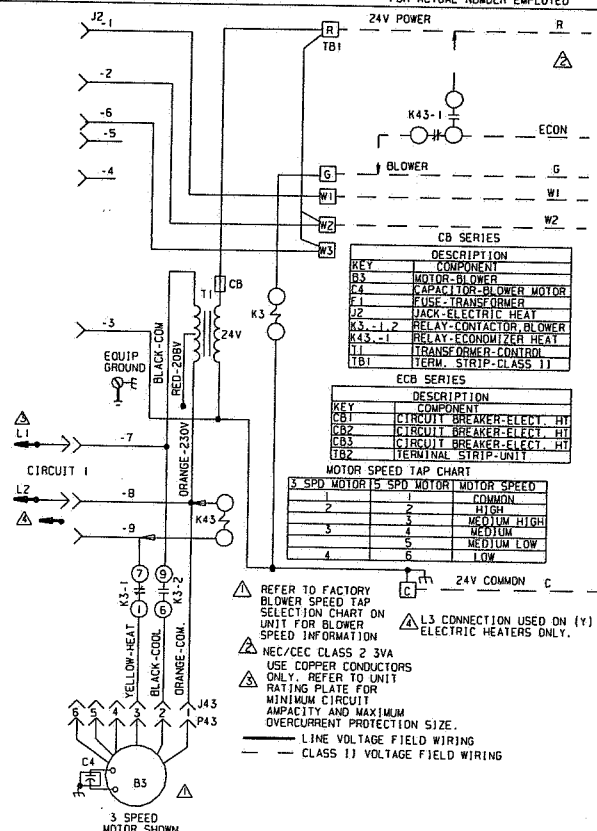 FOR ACTUAL NUMBER EMPLOYED
J2 -1
24V POWER
R
R
TB1
2
-2
-6
K43-1
-5
ECON
-4
BLOWER
G
G
W1
W1
W2
W2
W3
CB SERIES
DESCRIPTION
KEY COMPONENT
B3 MOTOR-BLOWER
C4 CAPACITOR-BLOWER MOTOR
F1 FUSE-TRANSFORMER
J2 JACK-ELECTRIC HEAT
K3,-1,2 RELAY-CONTACTOR,BLOWER
K43,-1 RELAY-ECONOMIZER HEAT
T1 TRANSFORMER-CONTROL
TB1 TERM. STRIP-CLASS II
CB
T1
K3
24V
-3
BLACK-COM
RED-208V
EQUIP
GROUND
ECB SERIES
DESCRIPTION
KEY COMPONENT
CB1 CIRCUIT BREAKER-ELECT. HT
CB2 CIRCUIT BREAKER-ELECT. HT
CB3 CIRCUIT BREAKER-ELECT. HT
TB2 TERMINAL STRIP-UNIT
3
L1
-7
ORANGE-230V
CIRCUIT 1
MOTOR SPEED TAP CHART
3 SPD MOTOR 5 SPD MOTOR MOTOR SPEED
1 1 COMMON
2 2 HIGH
3 MEDIUM HIGH
3 4 MEDIUM
5 MEDIUM LOW
4 6 LOW
L2
-8
4
K43
-9
7 9
K3-1
K3-2
1 6
C
24V COMMON C
1 REFER TO FACTORY
BLOWER SPEED TAP
SELECTION CHART ON
UNIT FOR BLOWER
SPEED INFORMATION
4 L3 CONNECTION USED ON (Y)
ELECTRIC HEATERS ONLY.
2 NEC/CEC CLASS 2 3VA
3 USE COPPER CONDUCTORS
ONLY. REFER TO UNIT
RATING PLATE FOR
MINIMUM CIRCUIT
AMPACITY AND MAXIMUM
OVERCURRENT PROTECTION SIZE.
YELLOW-HEAT
BLACK-COOL
ORANGE-COM.
J43
6 5 4 3 2 1
P43
LINE VOLTAGE FIELD WIRING
CLASS II VOLTAGE FIELD WIRING
C4
B3
1
3 SPEED
MOTOR SHOWN